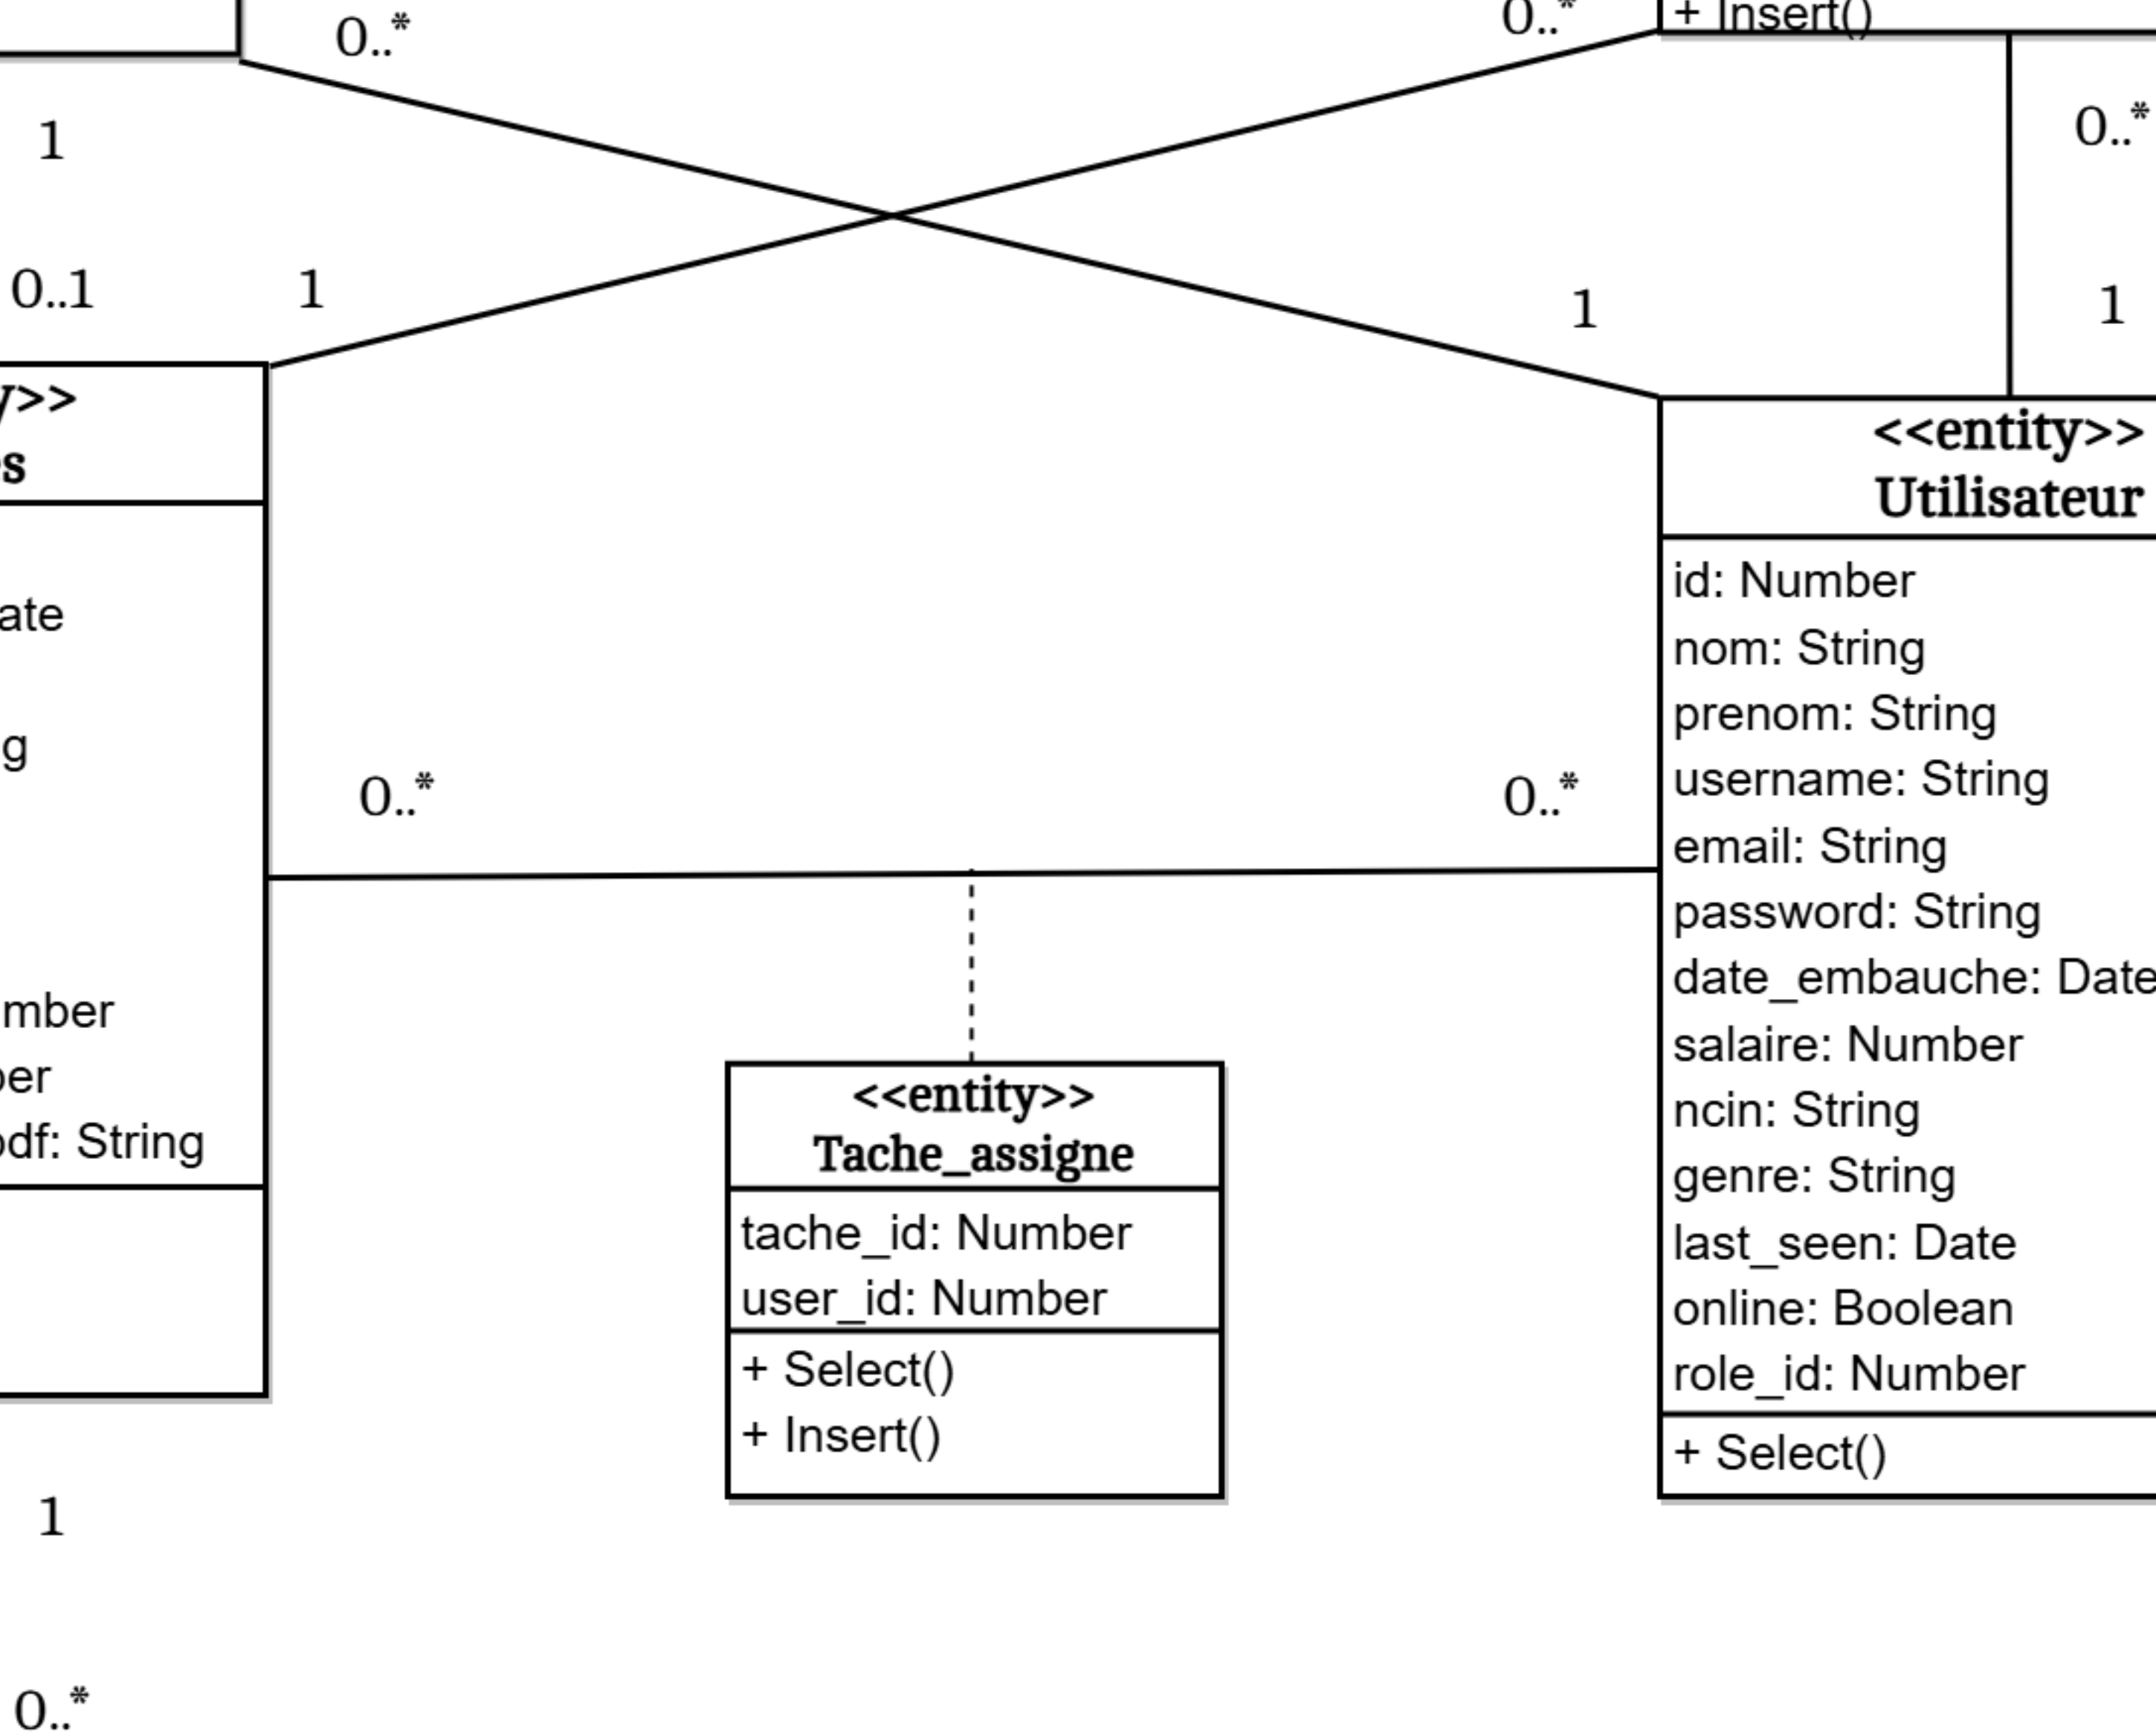 0..*
0..*
+ Insert()
1
0..*
0..1
1
1
1
y>>
s
ate
g
mber
ber
pdf: String
<<entity>>
Utilisateur
id: Number
nom: String
prenom: String
username: String
email: String
password: String
date_embauche: Date
salaire: Number
ncin: String
genre: String
last_seen: Date
online: Boolean
role_id: Number
+ Select()
0..*
0..*
<<entity>>
Tache_assigne
tache_id: Number
user_id: Number
+ Select()
+ Insert()
1
0..*